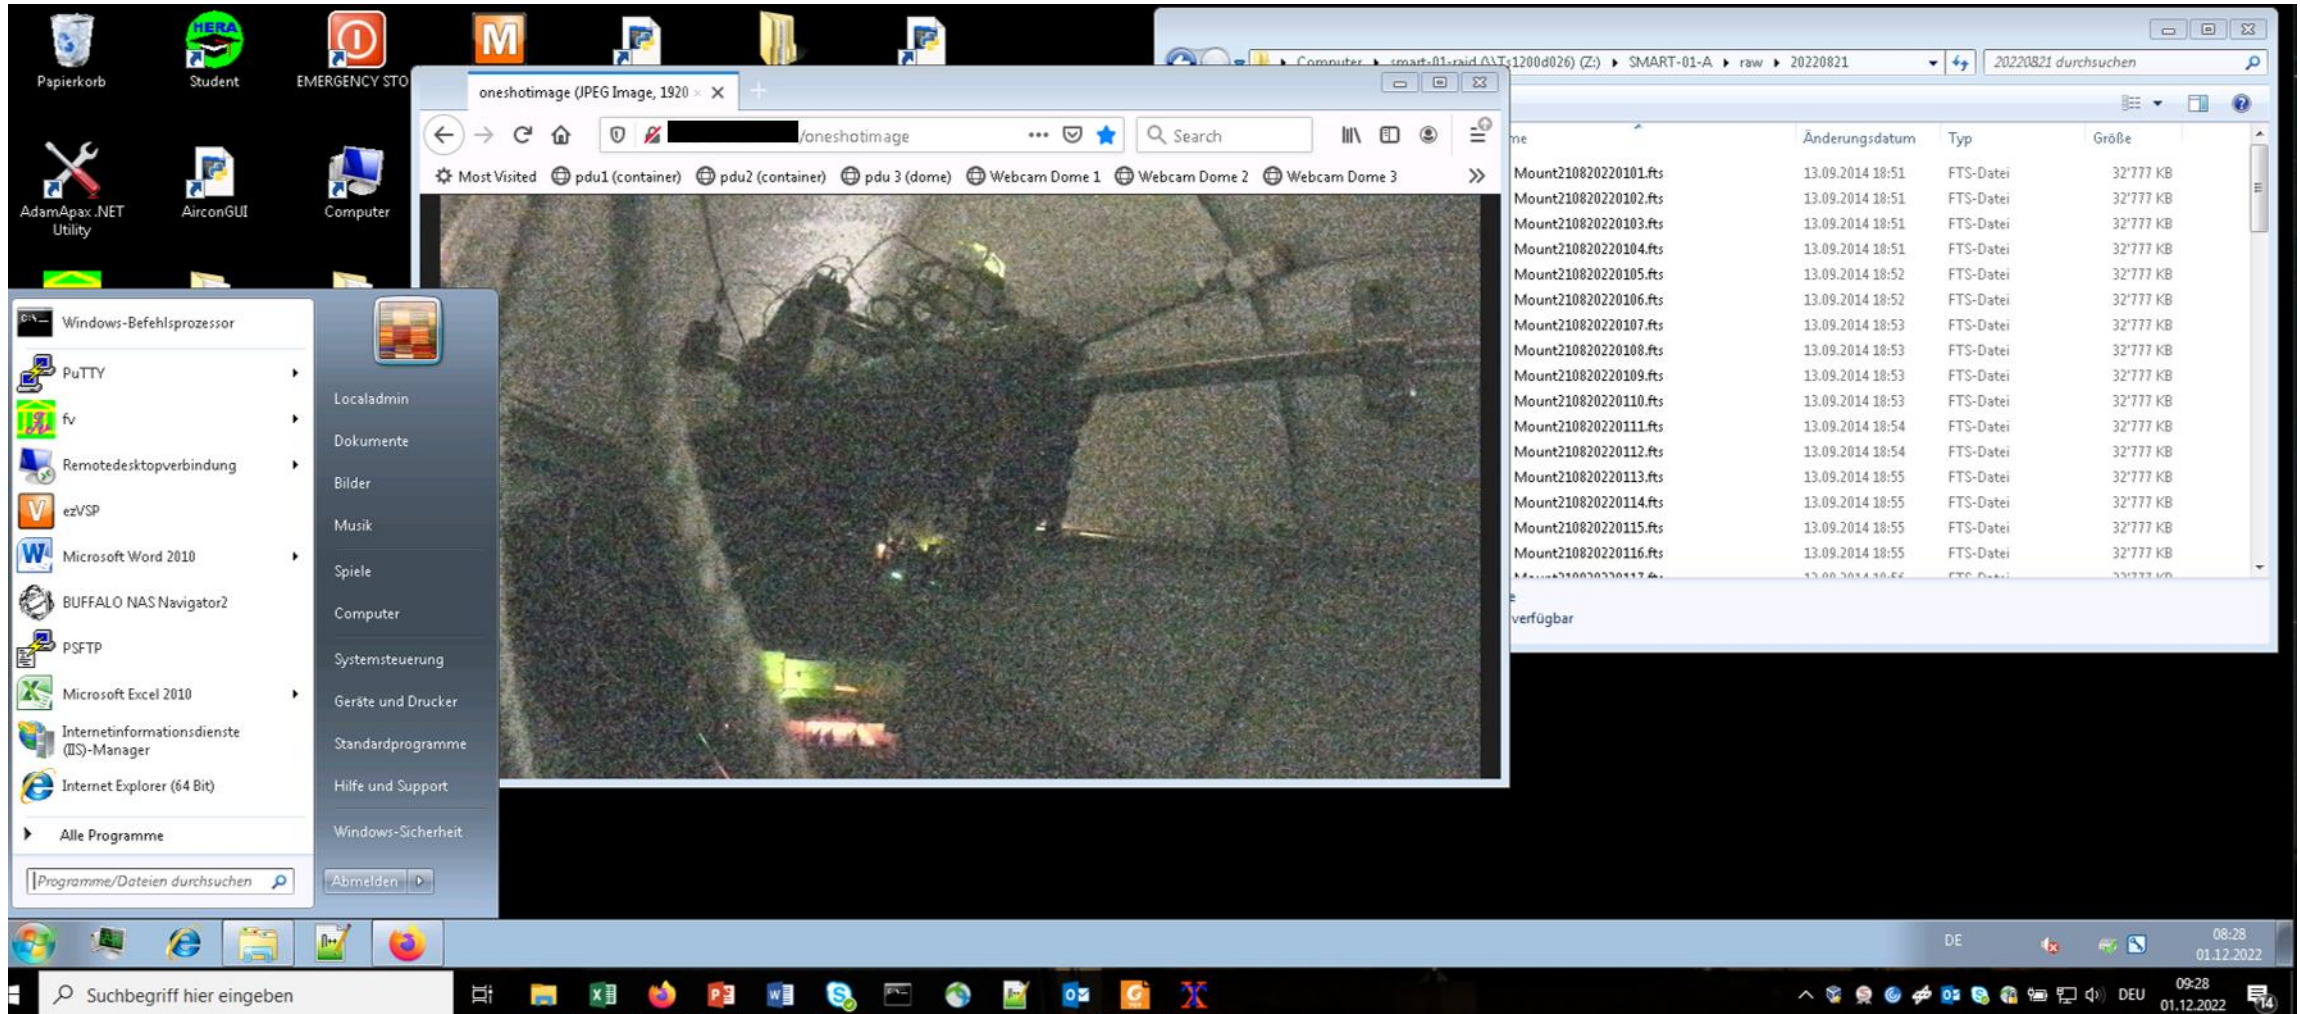 HERA
M
Papierkorb
Student
EMERGENCY STO
AdamApax.NET
Utility
AirconGUI
Computer
oneshotimage (JPEG Image, 1920
/oneshotimage
Search
Most Visited
pdu1 (container)
pdu2 (container)
pdu 3 (dome)
Webcam Dome 1
Webcam Dome 2
Webcam Dome 3
Computer
smart-01-raid (\\Ts1200d026) (Z:)
SMART-01-A
raw
20220821
20220821 durchsuchen
me Änderungsdatum Typ Größe
Mount210820220101.fts 13.09.2014 18:51 FTS-Datei 32'777 KB
Mount210820220102.fts 13.09.2014 18:51 FTS-Datei 32'777 KB
Mount210820220103.fts 13.09.2014 18:51 FTS-Datei 32'777 KB
Mount210820220104.fts 13.09.2014 18:51 FTS-Datei 32'777 KB
Mount210820220105.fts 13.09.2014 18:52 FTS-Datei 32'777 KB
Mount210820220106.fts 13.09.2014 18:52 FTS-Datei 32'777 KB
Mount210820220107.fts 13.09.2014 18:53 FTS-Datei 32'777 KB
Mount210820220108.fts 13.09.2014 18:53 FTS-Datei 32'777 KB
Mount210820220109.fts 13.09.2014 18:53 FTS-Datei 32'777 KB
Mount210820220110.fts 13.09.2014 18:53 FTS-Datei 32'777 KB
Mount210820220111.fts 13.09.2014 18:54 FTS-Datei 32'777 KB
Mount210820220112.fts 13.09.2014 18:54 FTS-Datei 32'777 KB
Mount210820220113.fts 13.09.2014 18:55 FTS-Datei 32'777 KB
Mount210820220114.fts 13.09.2014 18:55 FTS-Datei 32'777 KB
Mount210820220115.fts 13.09.2014 18:55 FTS-Datei 32'777 KB
Mount210820220116.fts 13.09.2014 18:55 FTS-Datei 32'777 KB
verfügbar
Windows-Befehlsprozessor
PuTTY
fv
Remotedesktopverbindung
ezVSP
Microsoft Word 2010
BUFFALO NAS Navigator2
PSFTP
Microsoft Excel 2010
Internetinformationsdienste
(IIS)-Manager
Internet Explorer (64 Bit)
Alle Programme
Programme/Dateien durchsuchen
Localadmin
Dokumente
Bilder
Musik
Spiele
Computer
Systemsteuerung
Geräte und Drucker
Standardprogramme
Hilfe und Support
Windows-Sicherheit
Abmelden
DE
08:28
01.12.2022
Suchbegriff hier eingeben
DEU
09:28
01.12.2022
14